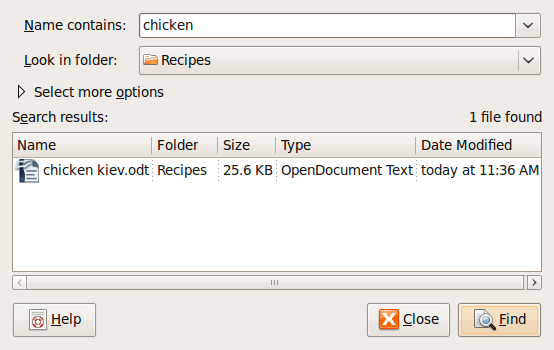 Name contains: chicken
Look in folder: Recipes
Select more options
Search results: 1 file found
Name Folder Size Type Date Modified
chicken kiev.odt Recipes 25.6 KB OpenDocument Text today at 11:36 AM
Help Close Find